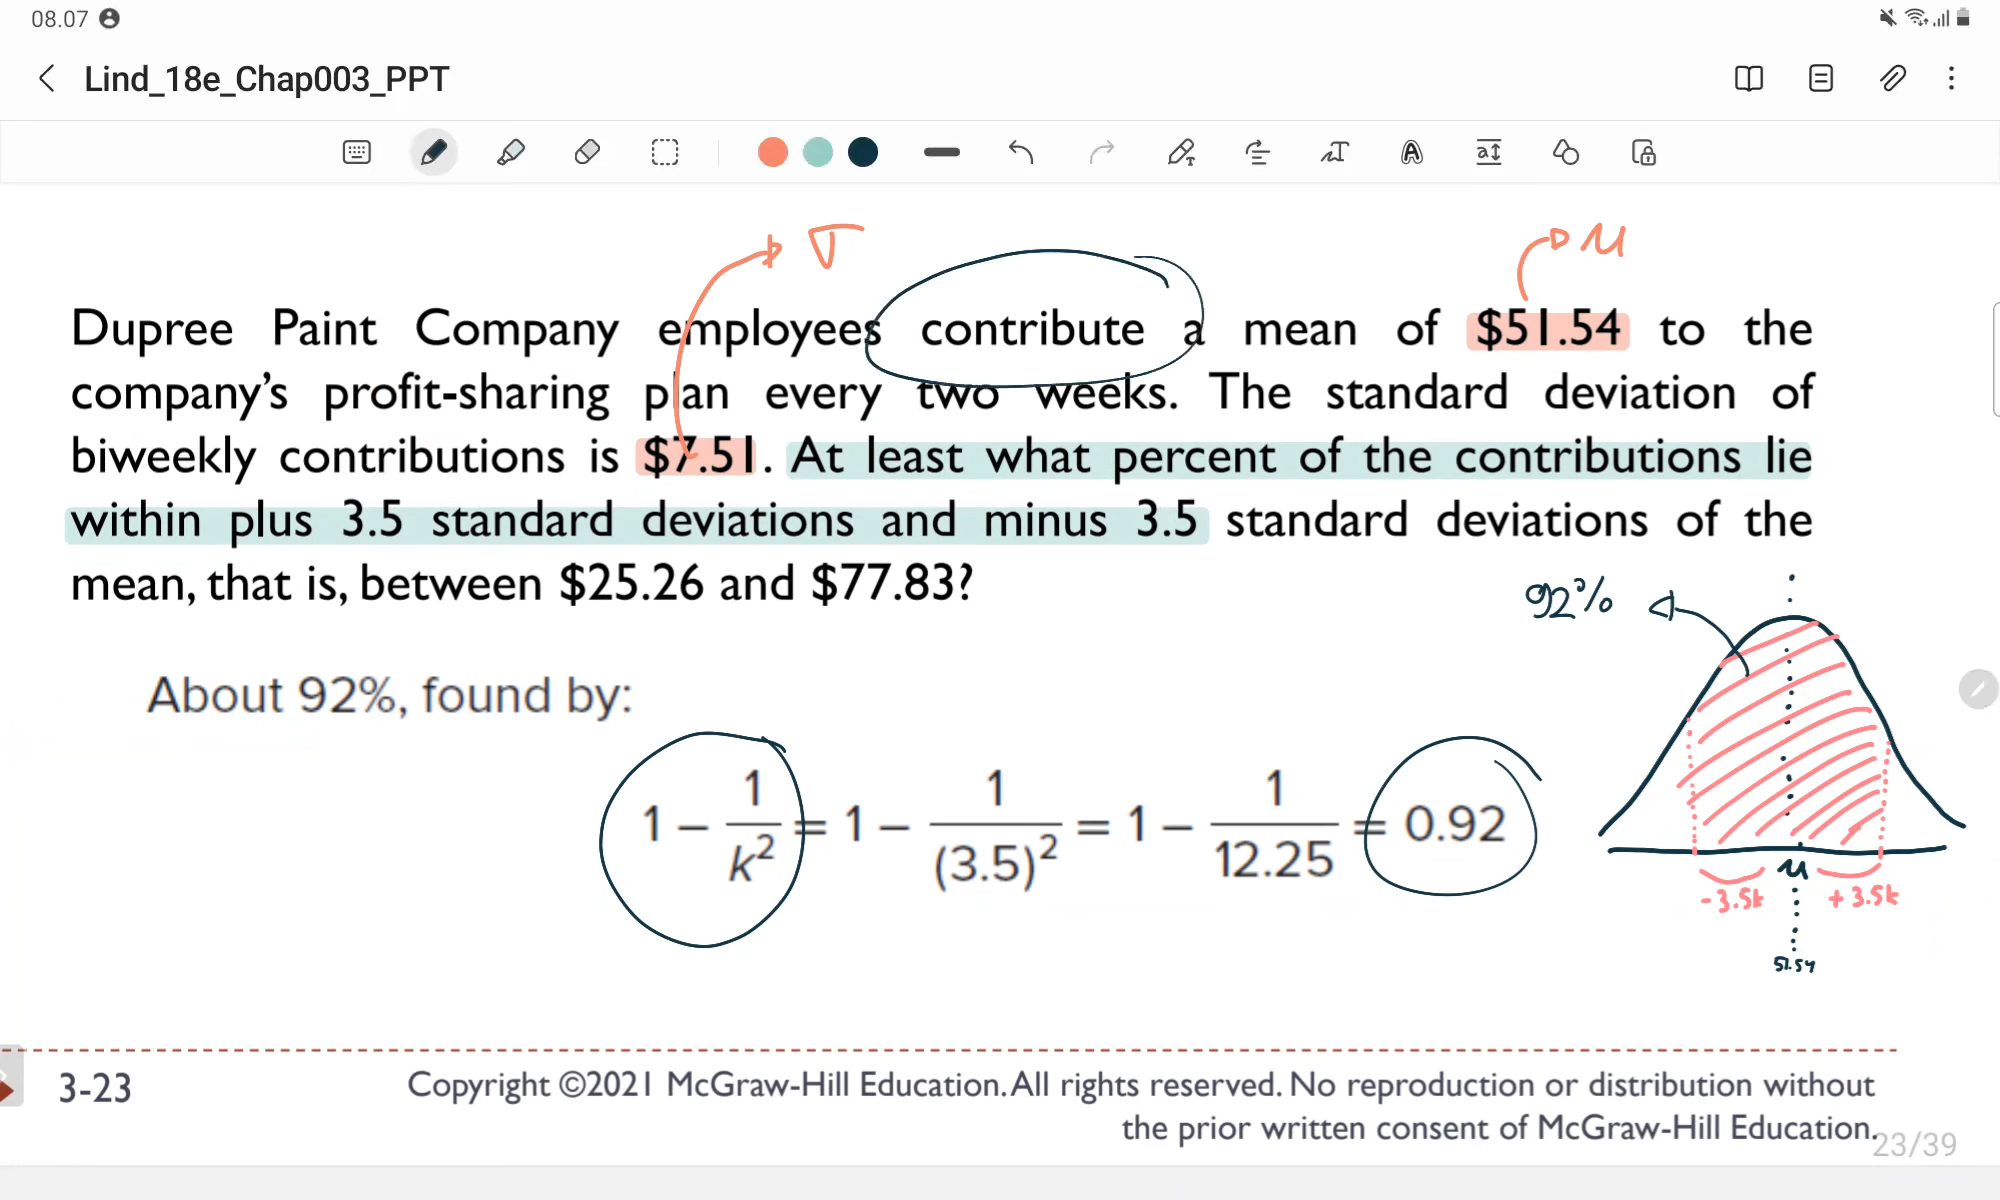 08.07
Lind_18e_Chap003_PPT
σ
μ
Dupree Paint Company employees contribute a mean of $51.54 to the
company’s profit-sharing plan every two weeks. The standard deviation of
biweekly contributions is $7.51. At least what percent of the contributions lie
within plus 3.5 standard deviations and minus 3.5 standard deviations of the
mean, that is, between $25.26 and $77.83?
92%
About 92%, found by:
1 − 1/k² = 1 − 1/(3.5)² = 1 − 1/12.25 = 0.92
μ
-3.5k
+3.5k
51.54
3-23
Copyright ©2021 McGraw-Hill Education. All rights reserved. No reproduction or distribution without
the prior written consent of McGraw-Hill Education.
23/39